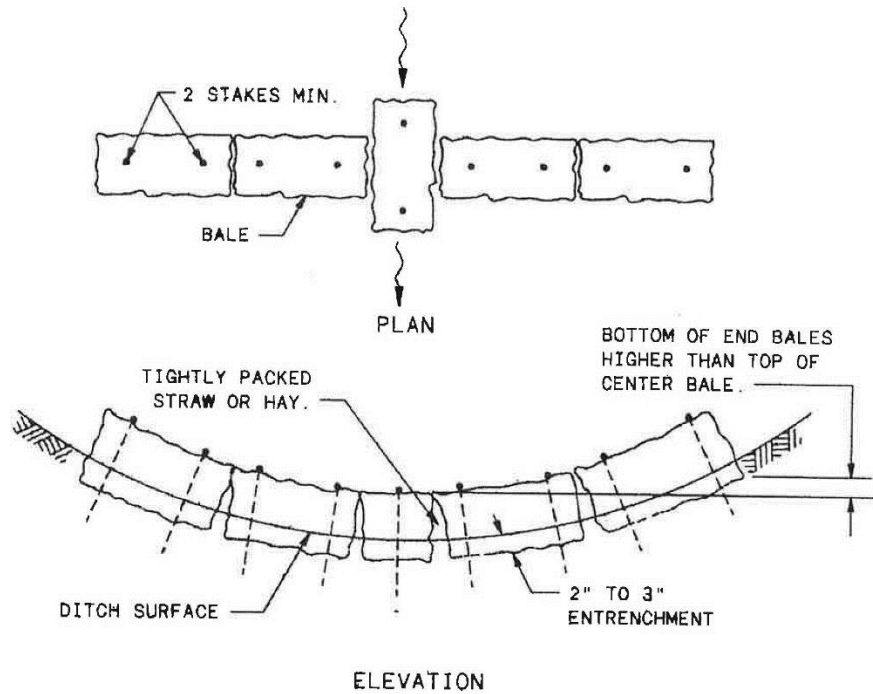 2 STAKES MIN.
BALE
PLAN
BOTTOM OF END BALES
HIGHER THAN TOP OF
CENTER BALE.
TIGHTLY PACKED
STRAW OR HAY.
DITCH SURFACE
2" TO 3"
ENTRENCHMENT
ELEVATION